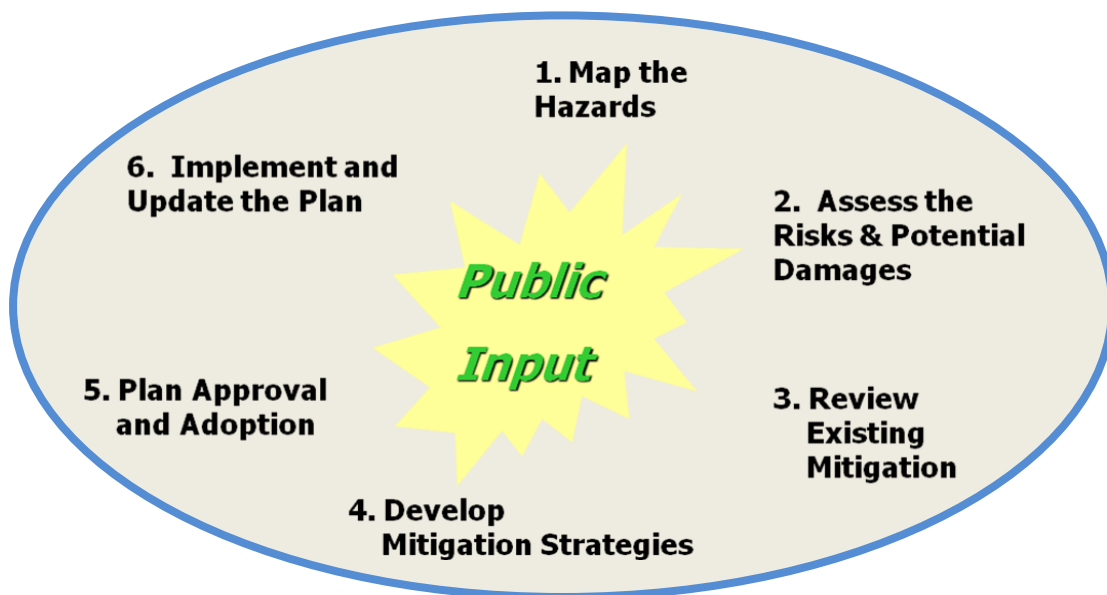 1. Map the
Hazards
2. Assess the
Risks & Potential
Damages
3. Review
Existing
Mitigation
4. Develop
Mitigation Strategies
5. Plan Approval
and Adoption
6. Implement and
Update the Plan
Public
Input